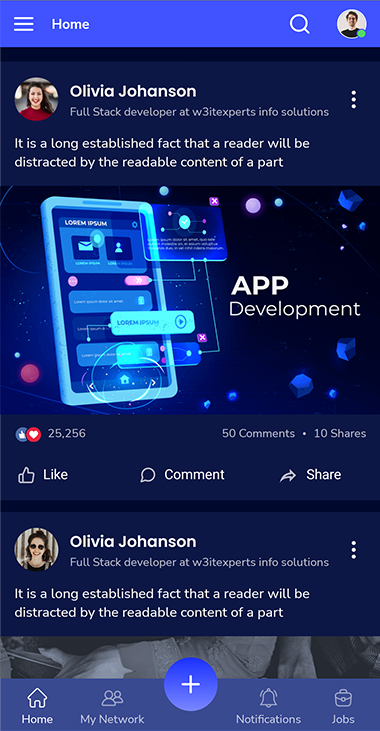 Home
Olivia Johanson
Full Stack developer at w3itexperts info solutions
It is a long established fact that a reader will be
distracted by the readable content of a part
LOREM IPSUM
LOREM IPSUM
APP
Development
25,256
50 Comments • 10 Shares
Like
Comment
Share
Olivia Johanson
Full Stack developer at w3itexperts info solutions
It is a long established fact that a reader will be
distracted by the readable content of a part
Home
My Network
Notifications
Jobs